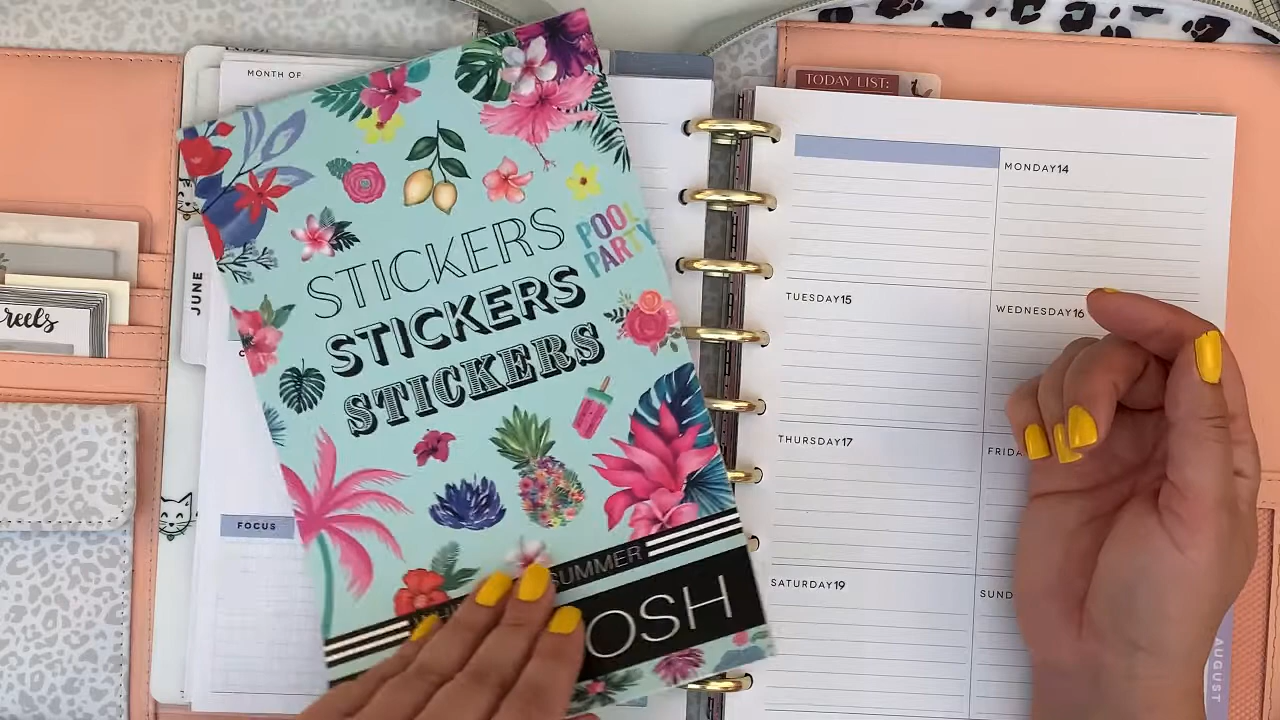 MONTH OF
TODAY LIST:
MONDAY14
TUESDAY15
WEDNESDAY16
THURSDAY17
SATURDAY19
JUNE
reels
FOCUS
STICKERS
STICKERS
STICKERS
POOL
PARTY
SUMMER
AUGUST